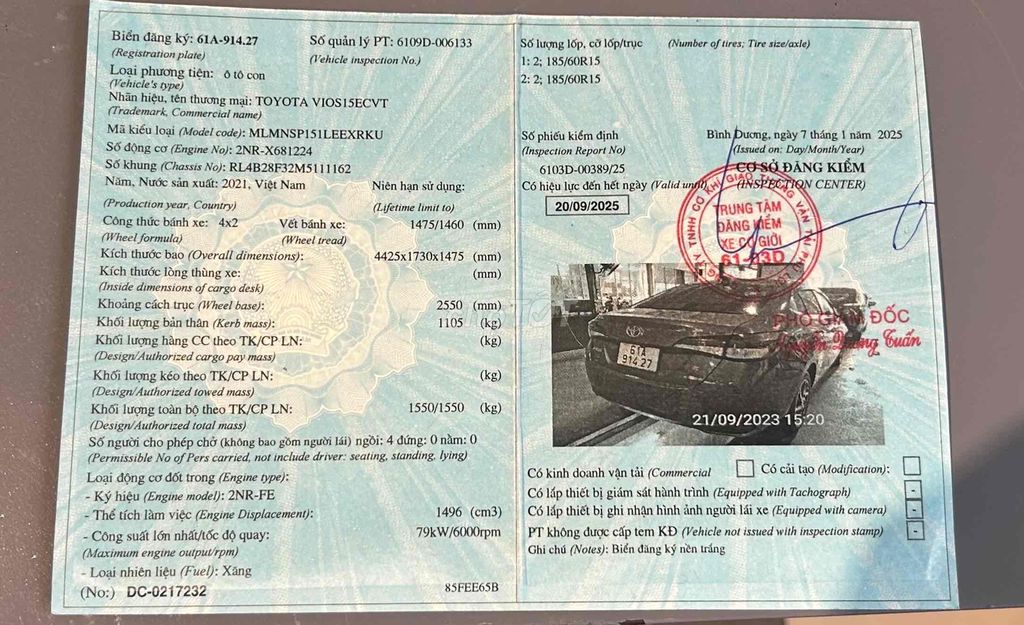 Biển đăng ký: 61A-914.27
(Registration plate)
Số quản lý PT: 6109D-006133
(Vehicle inspection No.)
Loại phương tiện: ô tô con
(Vehicle's type)
Nhãn hiệu, tên thương mại: TOYOTA VIOS15ECVT
(Trademark, Commercial name)
Mã kiểu loại (Model code): MLMNSP151LEEXRKU
Số động cơ (Engine No): 2NR-X681224
Số khung (Chassis No): RL4B28F32M5111162
Năm, Nước sản xuất: 2021, Việt Nam
(Production year, Country)
Niên hạn sử dụng:
(Lifetime limit to)
Công thức bánh xe: 4x2
(Wheel formula)
Vết bánh xe: 1475/1460 (mm)
(Wheel tread)
Kích thước bao (Overall dimensions): 4425x1730x1475 (mm)
Kích thước lòng thùng xe: (mm)
(Inside dimensions of cargo desk)
Khoảng cách trục (Wheel base): 2550 (mm)
Khối lượng bản thân (Kerb mass): 1105 (kg)
Khối lượng hàng CC theo TK/CP LN: (kg)
(Design/Authorized cargo pay mass)
Khối lượng kéo theo TK/CP LN: (kg)
(Design/Authorized towed mass)
Khối lượng toàn bộ theo TK/CP LN: 1550/1550 (kg)
(Design/Authorized total mass)
Số người cho phép chở (không bao gồm người lái) ngồi: 4 đứng: 0 nằm: 0
(Permissible No of Pers carried, not include driver: seating, standing, lying)
Loại động cơ đốt trong (Engine type):
- Ký hiệu (Engine model): 2NR-FE
- Thể tích làm việc (Engine Displacement): 1496 (cm3)
- Công suất lớn nhất/tốc độ quay: 79kW/6000rpm
(Maximum engine output/rpm)
- Loại nhiên liệu (Fuel): Xăng
(No:) DC-0217232
85FEE65B
Số lượng lốp, cỡ lốp/trục (Number of tires; Tire size/axle)
1: 2; 185/60R15
2: 2; 185/60R15
Số phiếu kiểm định
(Inspection Report No)
6103D-00389/25
Có hiệu lực đến hết ngày (Valid until)
20/09/2025
Bình Dương, ngày 7 tháng 1 năm 2025
(Issued on: Day/Month/Year)
CƠ SỞ ĐĂNG KIỂM
(INSPECTION CENTER)
TRUNG TÂM
ĐĂNG KIỂM
XE CƠ GIỚI
61-03D
PHÓ GIÁM ĐỐC
61A
914 27
21/09/2023 15:20
Có kinh doanh vận tải (Commercial
Có cải tạo (Modification):
Có lắp thiết bị giám sát hành trình (Equipped with Tachograph) -
Có lắp thiết bị ghi nhận hình ảnh người lái xe (Equipped with camera) -
PT không được cấp tem KĐ (Vehicle not issued with inspection stamp) -
Ghi chú (Notes): Biển đăng ký nền trắng